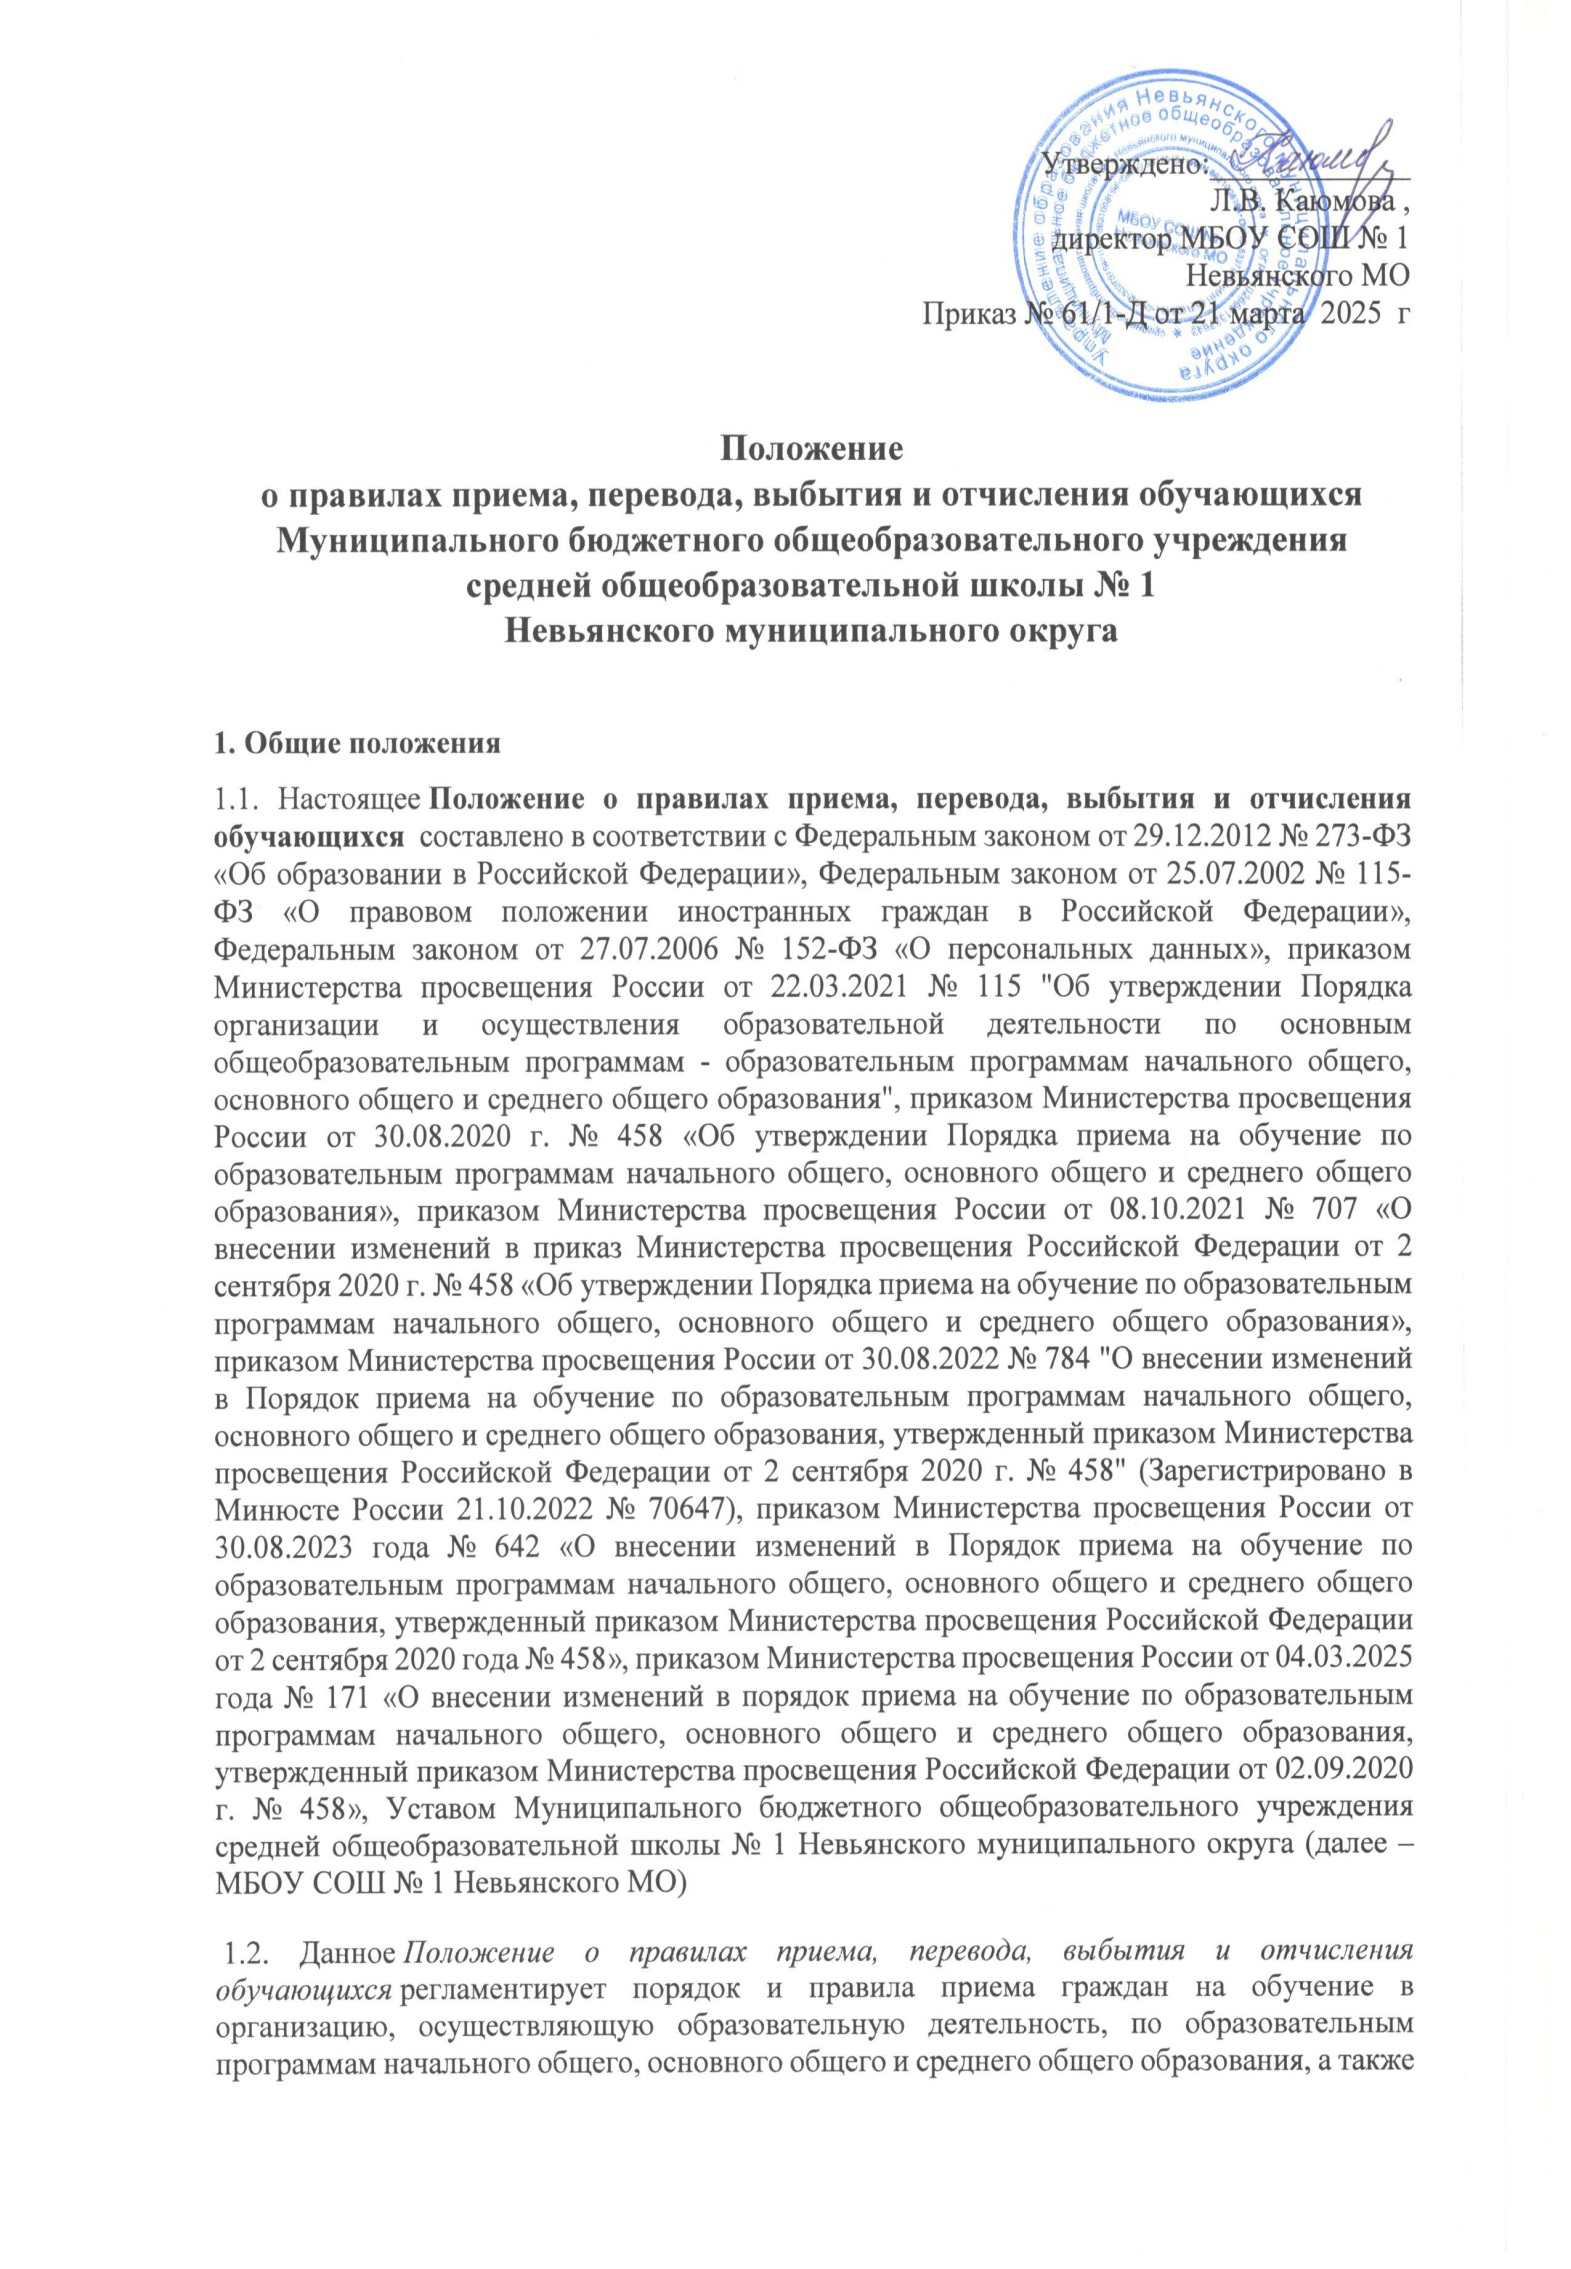 Утверждено:
Л.В. Каюмова ,
директор МБОУ СОШ № 1
Невьянского МО
Приказ № 61/1-Д от 21 марта 2025 г
Управление образования Невьянского муниципального округа
Муниципальное бюджетное общеобразовательное учреждение
МБОУ СОШ № 1
Невьянского МО
Положение
о правилах приема, перевода, выбытия и отчисления обучающихся
Муниципального бюджетного общеобразовательного учреждения
средней общеобразовательной школы № 1
Невьянского муниципального округа
1. Общие положения
1.1. Настоящее Положение о правилах приема, перевода, выбытия и отчисления
обучающихся составлено в соответствии с Федеральным законом от 29.12.2012 № 273-ФЗ
«Об образовании в Российской Федерации», Федеральным законом от 25.07.2002 № 115-
ФЗ «О правовом положении иностранных граждан в Российской Федерации»,
Федеральным законом от 27.07.2006 № 152-ФЗ «О персональных данных», приказом
Министерства просвещения России от 22.03.2021 № 115 "Об утверждении Порядка
организации и осуществления образовательной деятельности по основным
общеобразовательным программам - образовательным программам начального общего,
основного общего и среднего общего образования", приказом Министерства просвещения
России от 30.08.2020 г. № 458 «Об утверждении Порядка приема на обучение по
образовательным программам начального общего, основного общего и среднего общего
образования», приказом Министерства просвещения России от 08.10.2021 № 707 «О
внесении изменений в приказ Министерства просвещения Российской Федерации от 2
сентября 2020 г. № 458 «Об утверждении Порядка приема на обучение по образовательным
программам начального общего, основного общего и среднего общего образования»,
приказом Министерства просвещения России от 30.08.2022 № 784 "О внесении изменений
в Порядок приема на обучение по образовательным программам начального общего,
основного общего и среднего общего образования, утвержденный приказом Министерства
просвещения Российской Федерации от 2 сентября 2020 г. № 458" (Зарегистрировано в
Минюсте России 21.10.2022 № 70647), приказом Министерства просвещения России от
30.08.2023 года № 642 «О внесении изменений в Порядок приема на обучение по
образовательным программам начального общего, основного общего и среднего общего
образования, утвержденный приказом Министерства просвещения Российской Федерации
от 2 сентября 2020 года № 458», приказом Министерства просвещения России от 04.03.2025
года № 171 «О внесении изменений в порядок приема на обучение по образовательным
программам начального общего, основного общего и среднего общего образования,
утвержденный приказом Министерства просвещения Российской Федерации от 02.09.2020
г. № 458», Уставом Муниципального бюджетного общеобразовательного учреждения
средней общеобразовательной школы № 1 Невьянского муниципального округа (далее –
МБОУ СОШ № 1 Невьянского МО)
1.2. Данное Положение о правилах приема, перевода, выбытия и отчисления
обучающихся регламентирует порядок и правила приема граждан на обучение в
организацию, осуществляющую образовательную деятельность, по образовательным
программам начального общего, основного общего и среднего общего образования, а также